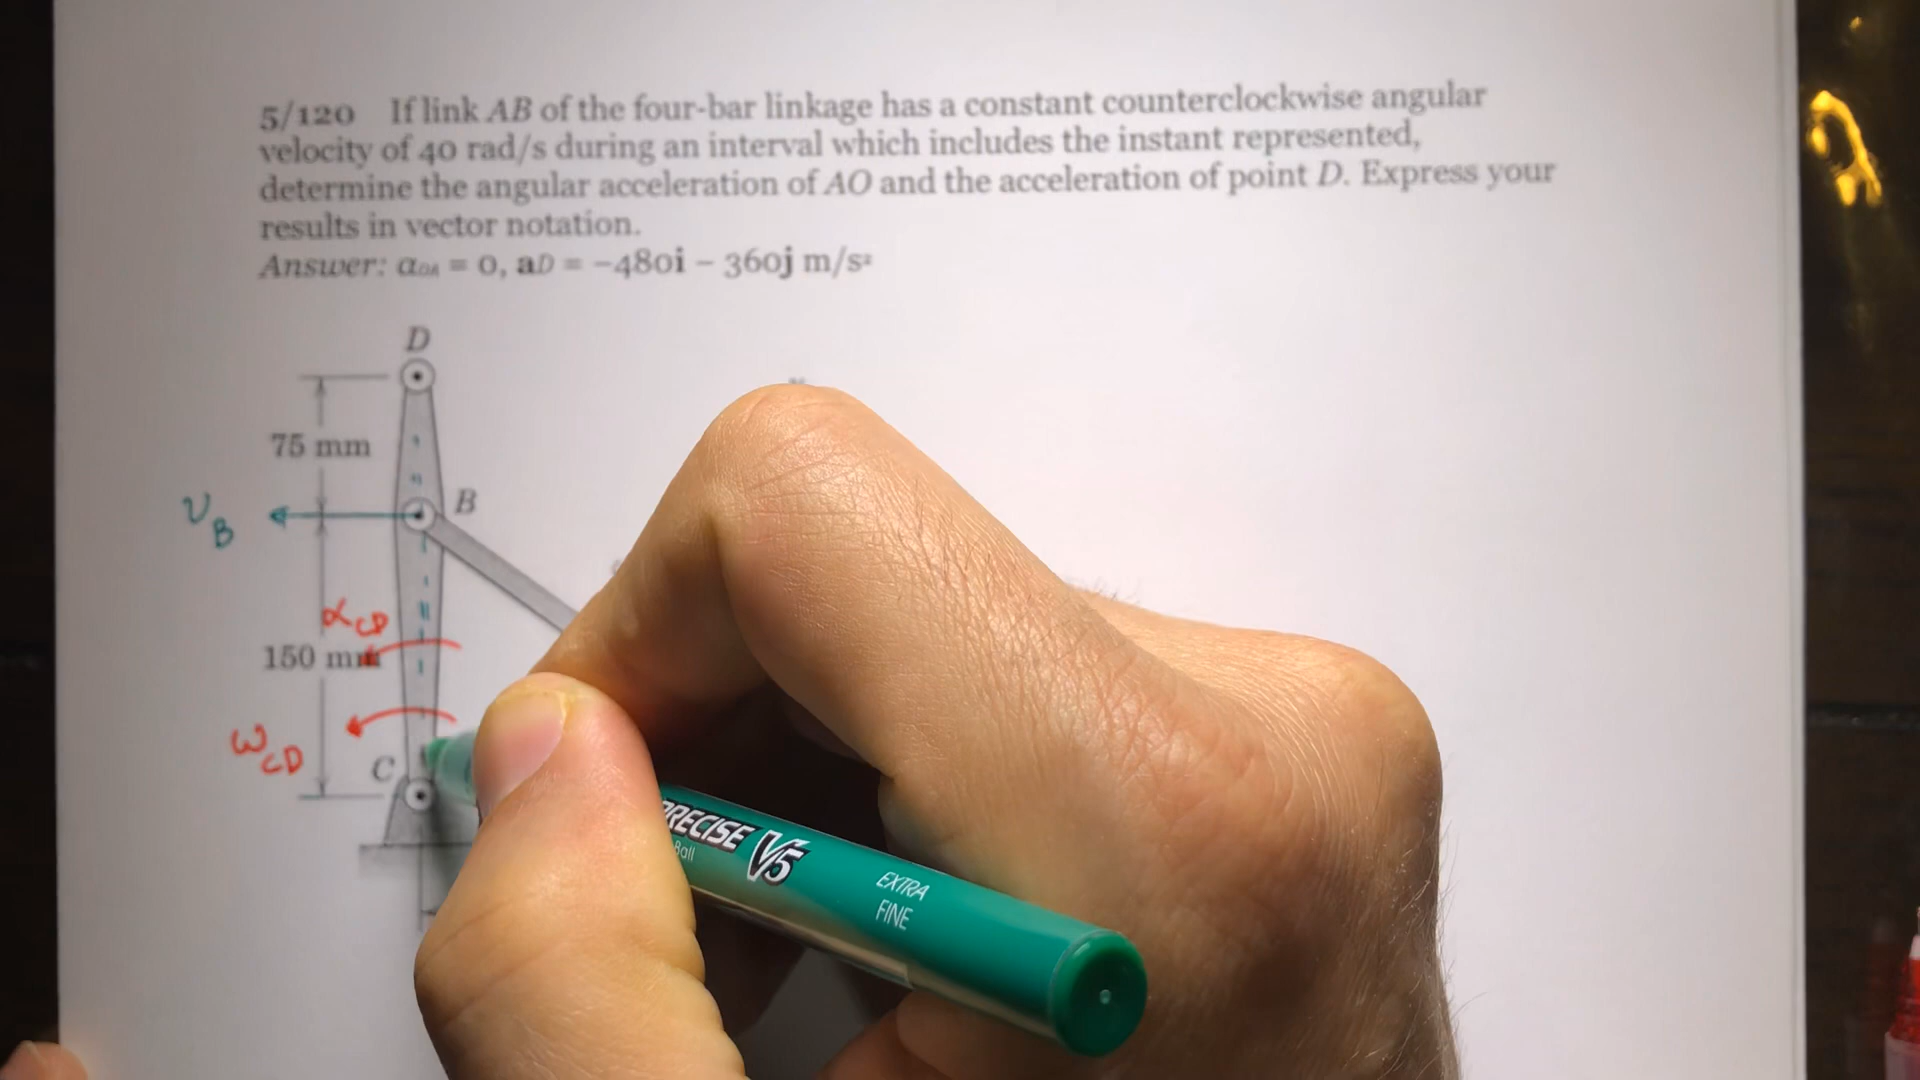 5/120 If link AB of the four-bar linkage has a constant counterclockwise angular
velocity of 40 rad/s during an interval which includes the instant represented,
determine the angular acceleration of AO and the acceleration of point D. Express your
results in vector notation.
Answer: αOA = 0, aD = −480i − 360j m/s²
D
75 mm
B
υB
αCD
150 mm
ωCD
C
PRECISE V5
Ball
EXTRA
FINE